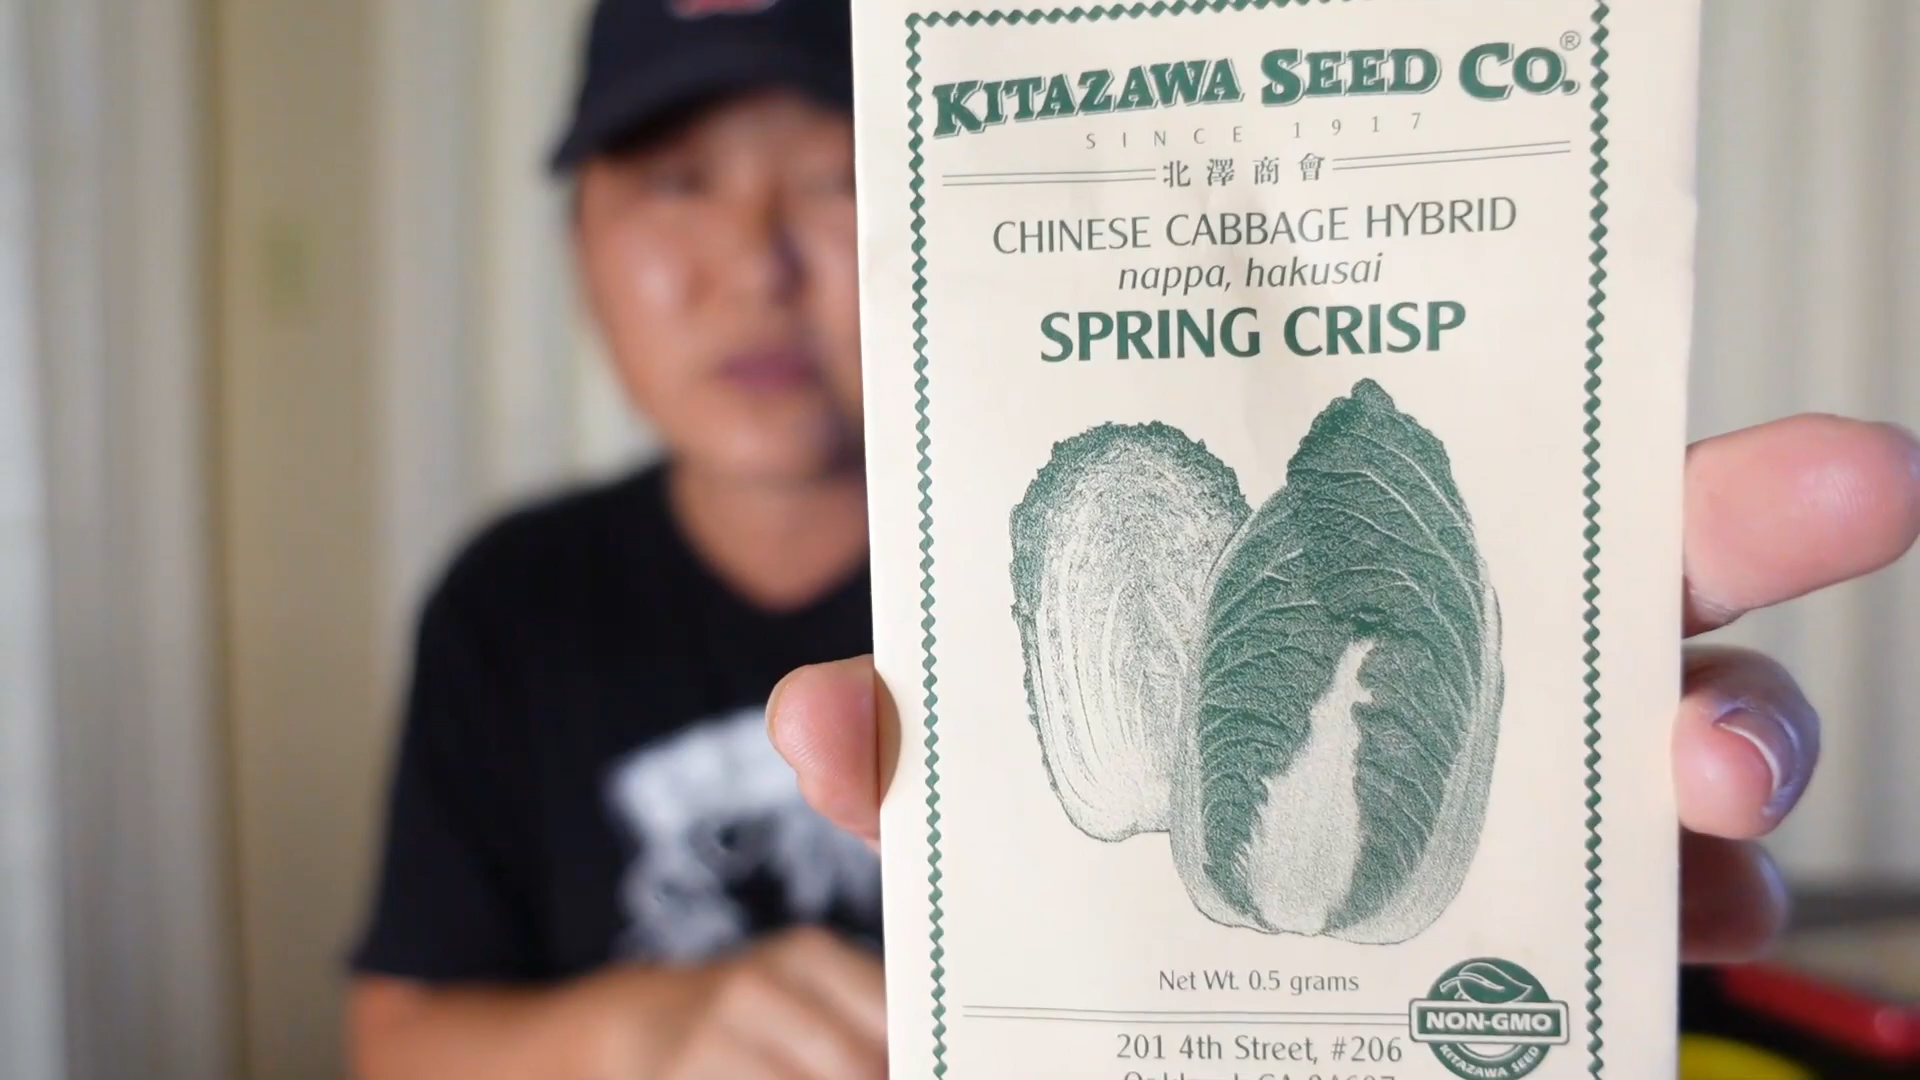 KITAZAWA SEED CO.®
SINCE 1917
北澤商會
CHINESE CABBAGE HYBRID
nappa, hakusai
SPRING CRISP
Net Wt. 0.5 grams
NON-GMO
KITAZAWA SEED
201 4th Street, #206